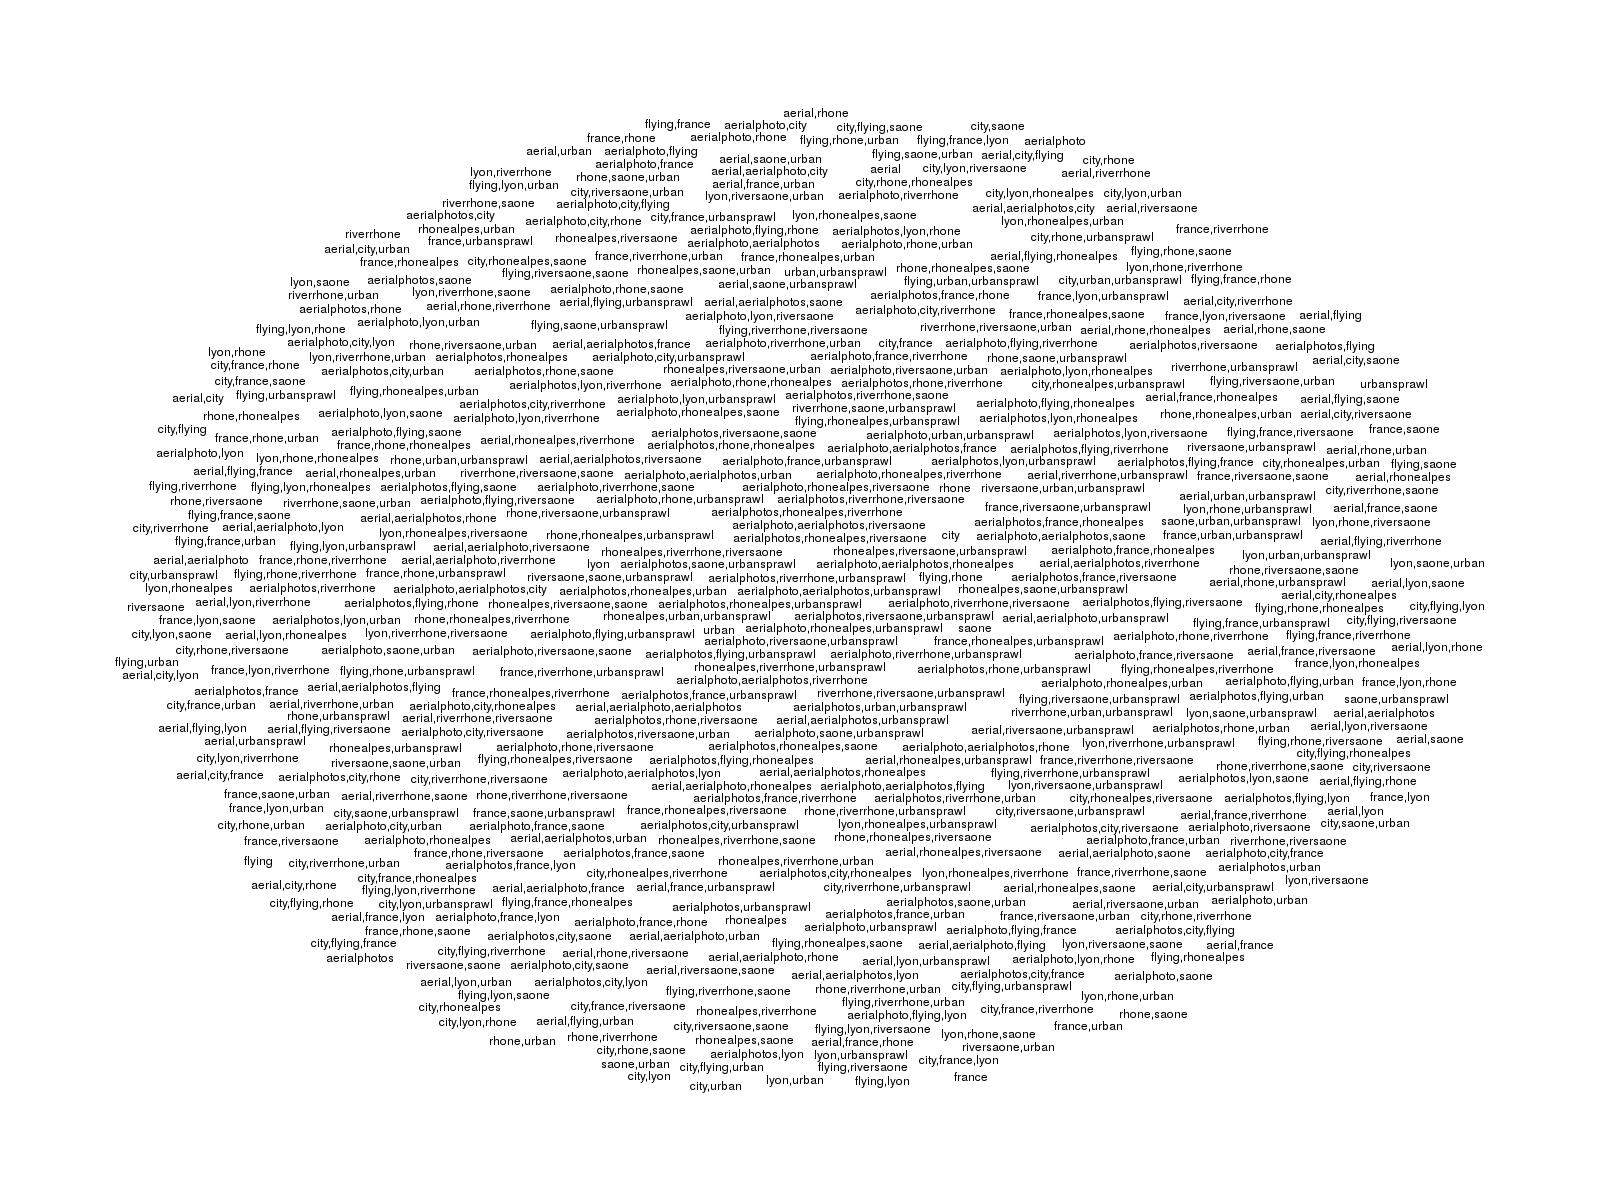 aerial,rhone
flying,france aerialphoto,city city,flying,saone city,saone
france,rhone aerialphoto,rhone flying,rhone,urban flying,france,lyon aerialphoto
aerial,urban aerialphoto,flying aerial,saone,urban flying,saone,urban aerial,city,flying city,rhone
aerialphoto,france lyon,riverrhone rhone,saone,urban aerial,aerialphoto,city aerial city,lyon,riversaone aerial,riverrhone
flying,lyon,urban city,riversaone,urban aerial,france,urban city,rhone,rhonealpes
lyon,riversaone,urban aerialphoto,riverrhone city,lyon,rhonealpes city,lyon,urban
riverrhone,saone aerialphoto,city,flying aerial,aerialphotos,city aerial,riversaone
aerialphotos,city aerialphoto,city,rhone city,france,urbansprawl lyon,rhonealpes,saone lyon,rhonealpes,urban
riverrhone rhonealpes,urban aerialphoto,flying,rhone aerialphotos,lyon,rhone france,riverrhone
france,urbansprawl rhonealpes,riversaone aerialphoto,aerialphotos aerialphoto,rhone,urban city,rhone,urbansprawl
aerial,city,urban france,riverrhone,urban france,rhonealpes,urban aerial,flying,rhonealpes flying,rhone,saone
france,rhonealpes city,rhonealpes,saone flying,riversaone,saone rhonealpes,saone,urban urban,urbansprawl rhone,rhonealpes,saone lyon,rhone,riverrhone
lyon,saone aerialphotos,saone aerialphoto,rhone,saone aerial,saone,urbansprawl flying,urban,urbansprawl city,urban,urbansprawl flying,france,rhone
riverrhone,urban lyon,riverrhone,saone aerial,flying,urbansprawl aerial,aerialphotos,saone aerialphotos,france,rhone france,lyon,urbansprawl aerial,city,riverrhone
aerialphotos,rhone aerial,rhone,riverrhone aerialphoto,lyon,riversaone aerialphoto,city,riverrhone france,rhonealpes,saone france,lyon,riversaone aerial,flying
flying,lyon,rhone aerialphoto,lyon,urban flying,saone,urbansprawl flying,riverrhone,riversaone riverrhone,riversaone,urban aerial,rhone,rhonealpes aerial,rhone,saone
aerialphoto,city,lyon rhone,riversaone,urban aerial,aerialphotos,france aerialphoto,riverrhone,urban city,france aerialphoto,flying,riverrhone aerialphotos,riversaone aerialphotos,flying
lyon,rhone lyon,riverrhone,urban aerialphotos,rhonealpes aerialphoto,city,urbansprawl aerialphoto,france,riverrhone rhone,saone,urbansprawl aerial,city,saone
city,france,rhone aerialphotos,city,urban aerialphotos,rhone,saone rhonealpes,riversaone,urban aerialphoto,riversaone,urban aerialphoto,lyon,rhonealpes riverrhone,urbansprawl
city,france,saone aerialphotos,lyon,riverrhone aerialphoto,rhone,rhonealpes aerialphotos,rhone,riverrhone city,rhonealpes,urbansprawl flying,riversaone,urban urbansprawl
aerial,city flying,urbansprawl flying,rhonealpes,urban aerialphoto,lyon,urbansprawl aerialphotos,riverrhone,saone aerial,france,rhonealpes aerial,flying,saone
rhone,rhonealpes aerialphoto,lyon,saone aerialphotos,city,riverrhone aerialphoto,rhonealpes,saone riverrhone,saone,urbansprawl aerialphoto,flying,rhonealpes rhone,rhonealpes,urban aerial,city,riversaone
city,flying aerialphoto,flying,saone aerialphoto,lyon,riverrhone flying,rhonealpes,urbansprawl aerialphotos,lyon,rhonealpes flying,france,riversaone france,saone
france,rhone,urban aerial,rhonealpes,riverrhone aerialphotos,riversaone,saone aerialphoto,urban,urbansprawl aerialphotos,lyon,riversaone
aerialphoto,lyon france,rhone,rhonealpes aerialphotos,rhone,rhonealpes aerialphoto,aerialphotos,france aerialphotos,flying,riverrhone riversaone,urbansprawl aerial,rhone,urban
lyon,rhone,rhonealpes rhone,urban,urbansprawl aerial,aerialphotos,riversaone aerialphoto,france,urbansprawl aerialphotos,lyon,urbansprawl aerialphotos,flying,france city,rhonealpes,urban flying,saone
aerial,flying,france aerial,rhonealpes,urban riverrhone,riversaone,saone aerialphoto,aerialphotos,urban aerialphoto,rhonealpes,riverrhone aerial,riverrhone,urbansprawl france,riversaone,saone aerial,rhonealpes
flying,riverrhone flying,lyon,rhonealpes aerialphotos,flying,saone aerialphoto,riverrhone,saone aerialphoto,rhonealpes,riversaone rhone riversaone,urban,urbansprawl city,riverrhone,saone
rhone,riversaone riverrhone,saone,urban aerialphoto,flying,riversaone aerialphoto,rhone,urbansprawl aerialphotos,riverrhone,riversaone aerial,urban,urbansprawl
flying,france,saone aerial,aerialphotos,rhone rhone,riversaone,urbansprawl aerialphotos,rhonealpes,riverrhone france,riversaone,urbansprawl lyon,rhone,urbansprawl aerial,france,saone
city,riverrhone aerial,aerialphoto,lyon aerialphoto,aerialphotos,riversaone aerialphotos,france,rhonealpes saone,urban,urbansprawl lyon,rhone,riversaone
flying,france,urban lyon,rhonealpes,riversaone rhone,rhonealpes,urbansprawl aerialphotos,rhonealpes,riversaone city aerialphoto,aerialphotos,saone france,urban,urbansprawl aerial,flying,riverrhone
flying,lyon,urbansprawl aerial,aerialphoto,riversaone rhonealpes,riverrhone,riversaone rhonealpes,riversaone,urbansprawl aerialphoto,france,rhonealpes lyon,urban,urbansprawl
aerial,aerialphoto france,rhone,riverrhone aerial,aerialphoto,riverrhone lyon aerialphotos,saone,urbansprawl aerialphoto,aerialphotos,rhonealpes aerial,aerialphotos,riverrhone rhone,riversaone,saone lyon,saone,urban
city,urbansprawl flying,rhone,riverrhone france,rhone,urbansprawl riversaone,saone,urbansprawl aerialphotos,riverrhone,urbansprawl flying,rhone aerialphotos,france,riversaone aerial,rhone,urbansprawl aerial,lyon,saone
lyon,rhonealpes aerialphotos,riverrhone aerialphoto,aerialphotos,city aerialphotos,rhonealpes,urban aerialphoto,aerialphotos,urbansprawl rhonealpes,saone,urbansprawl aerial,city,rhonealpes
riversaone aerial,lyon,riverrhone aerialphotos,flying,rhone rhonealpes,riversaone,saone aerialphotos,rhonealpes,urbansprawl aerialphoto,riverrhone,riversaone aerialphotos,flying,riversaone flying,rhone,rhonealpes city,flying,lyon
france,lyon,saone aerialphotos,lyon,urban rhone,rhonealpes,riverrhone rhonealpes,urban,urbansprawl aerialphotos,riversaone,urbansprawl aerial,aerialphoto,urbansprawl flying,france,urbansprawl city,flying,riversaone
city,lyon,saone aerial,lyon,rhonealpes lyon,riverrhone,riversaone aerialphoto,flying,urbansprawl urban aerialphoto,rhonealpes,urbansprawl saone aerialphoto,rhone,riverrhone flying,france,riverrhone
city,rhone,riversaone aerialphoto,saone,urban aerialphoto,riversaone,saone aerialphotos,flying,urbansprawl aerialphoto,riversaone,urbansprawl aerialphoto,riverrhone,urbansprawl france,rhonealpes,urbansprawl aerialphoto,france,riversaone aerial,france,riversaone aerial,lyon,rhone
flying,urban france,lyon,riverrhone flying,rhone,urbansprawl france,riverrhone,urbansprawl rhonealpes,riverrhone,urbansprawl aerialphotos,rhone,urbansprawl flying,rhonealpes,riverrhone france,lyon,rhonealpes
aerial,city,lyon aerialphoto,aerialphotos,riverrhone aerialphoto,rhonealpes,urban aerialphoto,flying,urban france,lyon,rhone
aerialphotos,france aerial,aerialphotos,flying france,rhonealpes,riverrhone aerialphotos,france,urbansprawl riverrhone,riversaone,urbansprawl flying,riversaone,urbansprawl aerialphotos,flying,urban saone,urbansprawl
city,france,urban aerial,riverrhone,urban aerialphoto,city,rhonealpes aerial,aerialphoto,aerialphotos aerialphotos,urban,urbansprawl riverrhone,urban,urbansprawl lyon,saone,urbansprawl aerial,aerialphotos
rhone,urbansprawl aerial,riverrhone,riversaone aerialphotos,rhone,riversaone aerial,aerialphotos,urbansprawl
aerial,flying,lyon aerial,flying,riversaone aerialphoto,city,riversaone aerialphotos,riversaone,urban aerialphoto,saone,urbansprawl aerial,riversaone,urbansprawl aerialphotos,rhone,urban aerial,lyon,riversaone
aerial,urbansprawl rhonealpes,urbansprawl aerialphoto,rhone,riversaone aerialphotos,rhonealpes,saone aerialphoto,aerialphotos,rhone lyon,riverrhone,urbansprawl flying,rhone,riversaone aerial,saone
city,lyon,riverrhone riversaone,saone,urban flying,rhonealpes,riversaone aerialphotos,flying,rhonealpes aerial,rhonealpes,urbansprawl france,riverrhone,riversaone city,flying,rhonealpes
aerial,city,france aerialphotos,city,rhone city,riverrhone,riversaone aerialphoto,aerialphotos,lyon aerial,aerialphotos,rhonealpes flying,riverrhone,urbansprawl rhone,riverrhone,saone city,riversaone
aerial,aerialphoto,rhonealpes aerialphoto,aerialphotos,flying lyon,riversaone,urbansprawl aerialphotos,lyon,saone aerial,flying,rhone
france,saone,urban aerial,riverrhone,saone rhone,riverrhone,riversaone aerialphotos,france,riverrhone aerialphotos,riverrhone,urban city,rhonealpes,riversaone aerialphotos,flying,lyon france,lyon
france,lyon,urban city,saone,urbansprawl france,saone,urbansprawl france,rhonealpes,riversaone rhone,riverrhone,urbansprawl city,riversaone,urbansprawl aerial,france,riverrhone aerial,lyon
city,rhone,urban aerialphoto,city,urban aerialphoto,france,saone aerialphotos,city,urbansprawl lyon,rhonealpes,urbansprawl aerialphotos,city,riversaone aerialphoto,riversaone city,saone,urban
france,riversaone aerialphoto,rhonealpes aerial,aerialphotos,urban rhonealpes,riverrhone,saone rhone,rhonealpes,riversaone aerialphoto,france,urban riverrhone,riversaone
flying city,riverrhone,urban france,rhone,riversaone aerialphotos,france,saone rhonealpes,riverrhone,urban aerial,rhonealpes,riversaone aerial,aerialphoto,saone aerialphoto,city,france
aerialphotos,france,lyon city,rhonealpes,riverrhone aerialphotos,city,rhonealpes lyon,rhonealpes,riverrhone france,riverrhone,saone aerialphotos,urban
aerial,city,rhone city,france,rhonealpes flying,lyon,riverrhone aerial,aerialphoto,france aerial,france,urbansprawl city,riverrhone,urbansprawl aerial,rhonealpes,saone aerial,city,urbansprawl lyon,riversaone
city,flying,rhone city,lyon,urbansprawl flying,france,rhonealpes aerialphotos,urbansprawl aerialphotos,saone,urban aerial,riversaone,urban aerialphoto,urban
aerial,france,lyon aerialphoto,france,lyon aerialphoto,france,rhone rhonealpes aerialphotos,france,urban france,riversaone,urban city,rhone,riverrhone
france,rhone,saone aerialphotos,city,saone aerial,aerialphoto,urban aerialphoto,urbansprawl aerialphoto,flying,france aerialphotos,city,flying
city,flying,france city,flying,riverrhone aerial,rhone,riversaone flying,rhonealpes,saone aerial,aerialphoto,flying lyon,riversaone,saone aerial,france
aerialphotos riversaone,saone aerialphoto,city,saone aerial,riversaone,saone aerial,aerialphoto,rhone aerial,lyon,urbansprawl aerialphoto,lyon,rhone flying,rhonealpes
aerial,lyon,urban aerialphotos,city,lyon aerial,aerialphotos,lyon aerialphotos,city,france aerialphoto,saone
flying,lyon,saone flying,riverrhone,saone rhone,riverrhone,urban city,flying,urbansprawl lyon,rhone,urban
city,rhonealpes city,france,riversaone rhonealpes,riverrhone flying,riverrhone,urban city,france,riverrhone rhone,saone
city,lyon,rhone aerial,flying,urban city,riversaone,saone aerialphoto,flying,lyon france,urban
rhone,urban rhone,riverrhone rhonealpes,saone flying,lyon,riversaone aerial,france,rhone lyon,rhone,saone riversaone,urban
city,rhone,saone aerialphotos,lyon lyon,urbansprawl city,france,lyon
saone,urban city,flying,urban flying,riversaone
city,lyon city,urban lyon,urban flying,lyon france